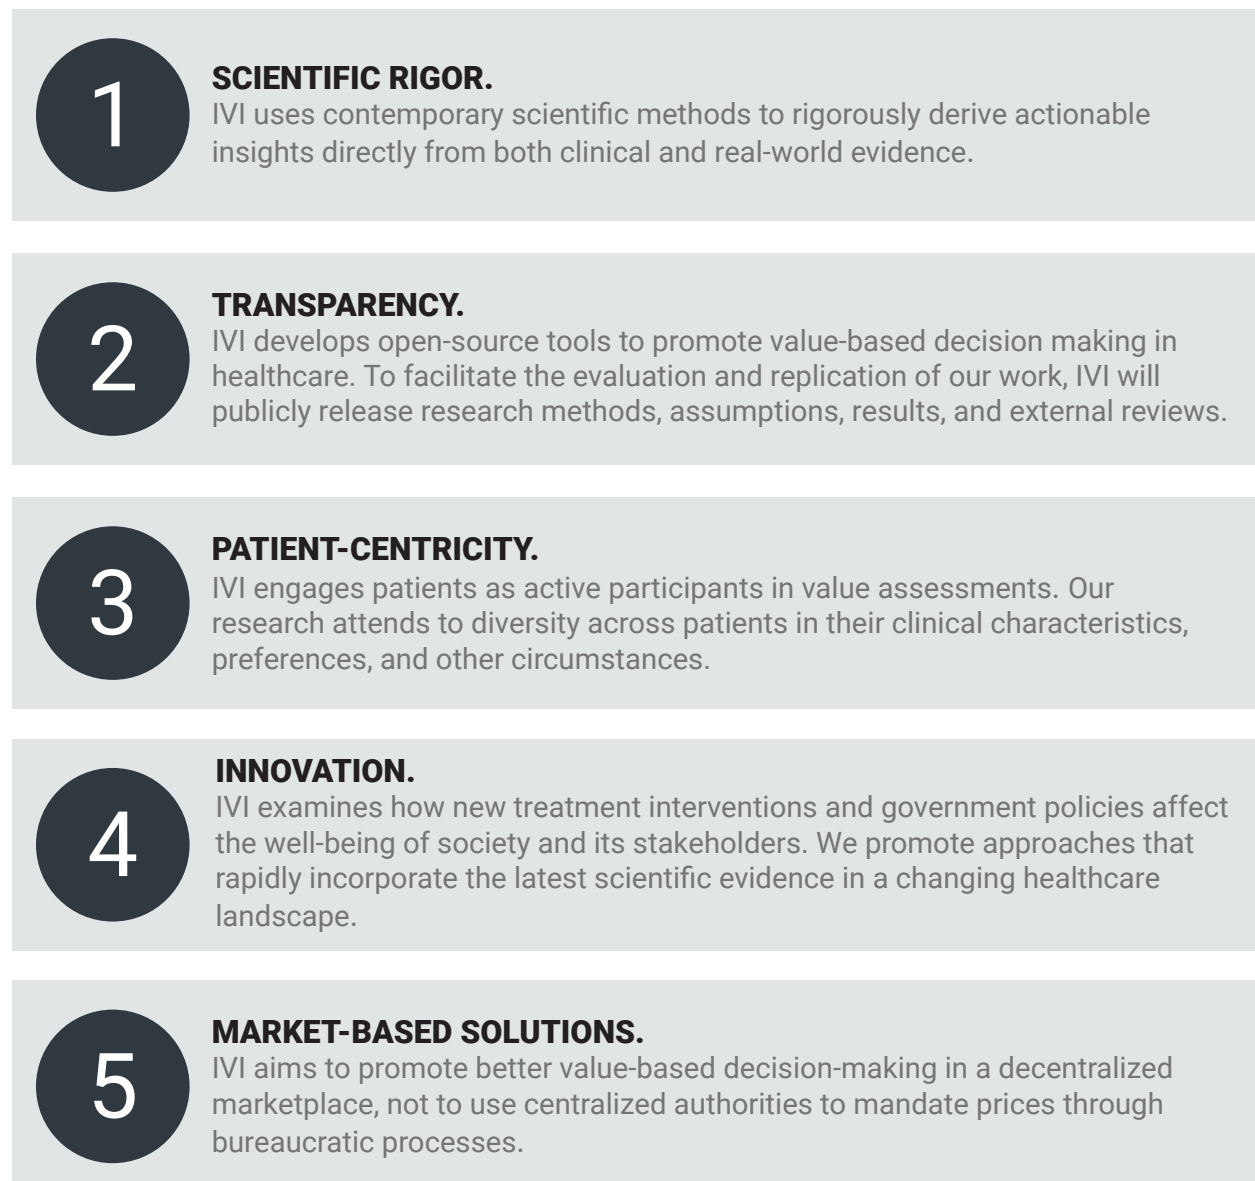 1
SCIENTIFIC RIGOR.
IVI uses contemporary scientific methods to rigorously derive actionable
insights directly from both clinical and real-world evidence.
2
TRANSPARENCY.
IVI develops open-source tools to promote value-based decision making in
healthcare. To facilitate the evaluation and replication of our work, IVI will
publicly release research methods, assumptions, results, and external reviews.
3
PATIENT-CENTRICITY.
IVI engages patients as active participants in value assessments. Our
research attends to diversity across patients in their clinical characteristics,
preferences, and other circumstances.
4
INNOVATION.
IVI examines how new treatment interventions and government policies affect
the well-being of society and its stakeholders. We promote approaches that
rapidly incorporate the latest scientific evidence in a changing healthcare
landscape.
5
MARKET-BASED SOLUTIONS.
IVI aims to promote better value-based decision-making in a decentralized
marketplace, not to use centralized authorities to mandate prices through
bureaucratic processes.